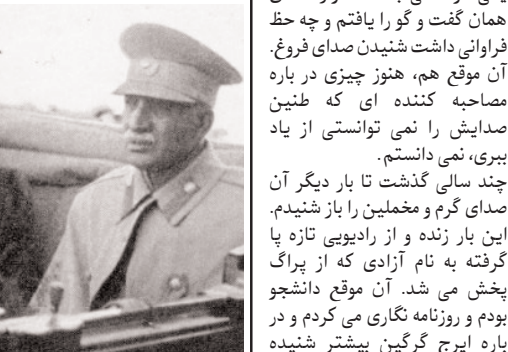 همان گفت و گو را یافتم و چه حظ
فراوانی داشت شنیدن صدای فروغ.
آن موقع هم، هنوز چیزی در باره
مصاحبه کننده ای که طنین
صدایش را نمی توانستی از یاد
ببری، نمی دانستم.
چند سالی گذشت تا بار دیگر آن
صدای گرم و مخملین را باز شنیدم.
این بار زنده و از رادیویی تازه پا
گرفته به نام آزادی که از پراگ
پخش می شد. آن موقع دانشجو
بودم و روزنامه نگاری می کردم و در
باره ایرج گرگین بیشتر شنیده